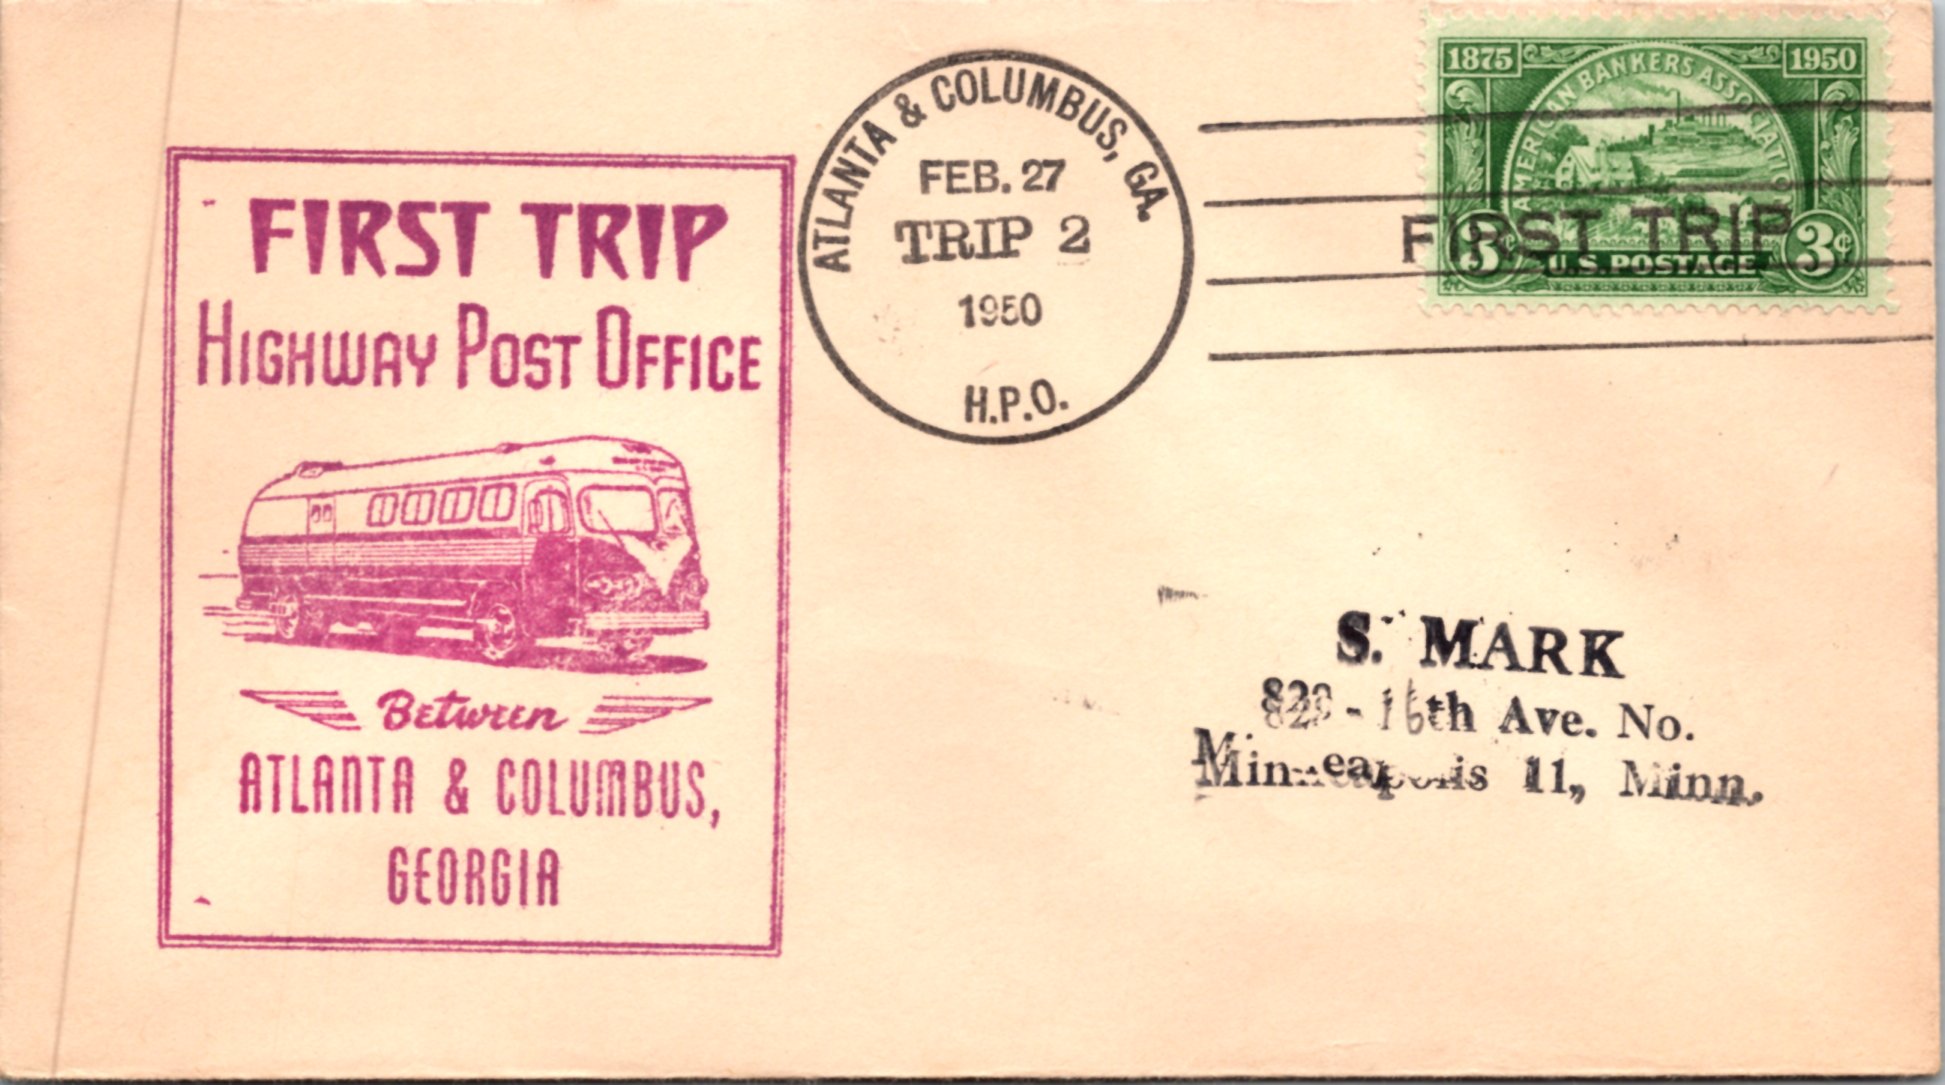 FIRST TRIP
HIGHWAY POST OFFICE
Between
ATLANTA & COLUMBUS,
GEORGIA
ATLANTA & COLUMBUS, GA.
FEB. 27
TRIP 2
1950
H.P.O.
FIRST TRIP
1875 1950
AMERICAN BANKERS ASSOCIATION
3¢ 3¢
U.S. POSTAGE
S. MARK
- 16th Ave. No.
Minneapolis 11, Minn.